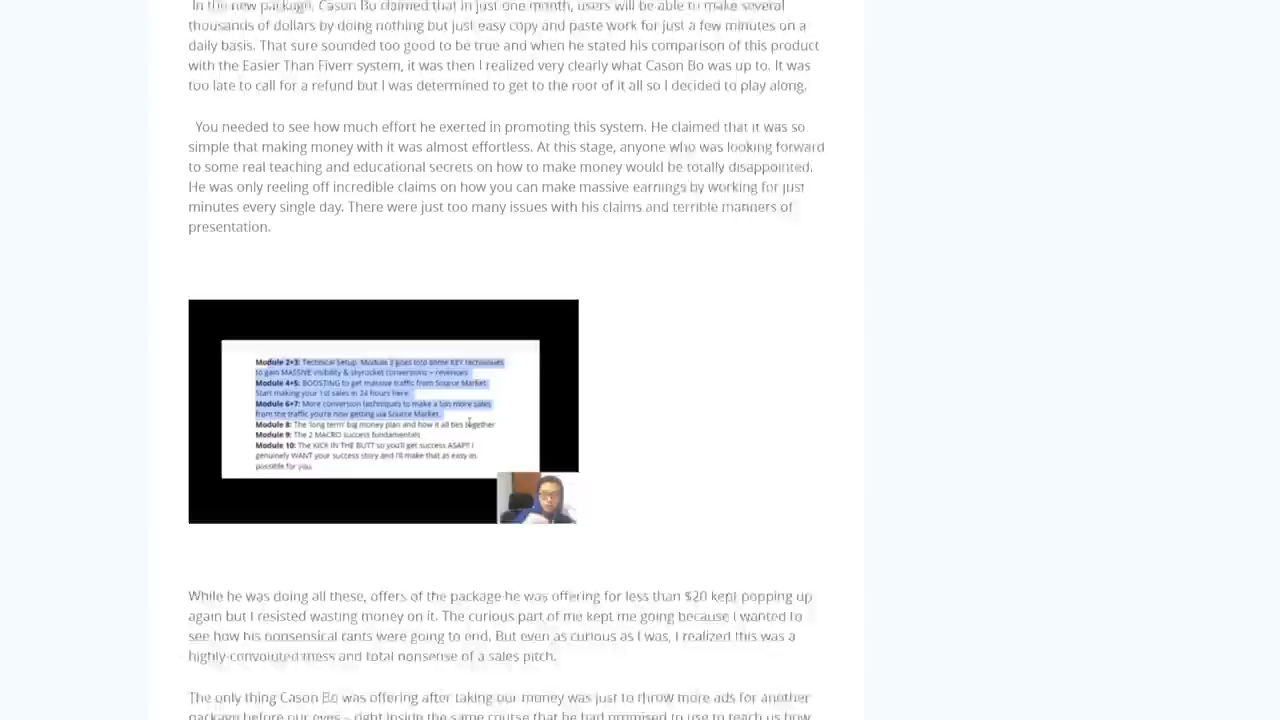 In the new package, Cason Bo claimed that in just one month, users will be able to make several
thousands of dollars by doing nothing but just easy copy and paste work for just a few minutes on a
daily basis. That sure sounded too good to be true and when he stated his comparison of this product
with the Easier Than Fiverr system, it was then I realized very clearly what Cason Bo was up to. It was
too late to call for a refund but I was determined to get to the root of it all so I decided to play along.
You needed to see how much effort he exerted in promoting this system. He claimed that it was so
simple that making money with it was almost effortless. At this stage, anyone who was looking forward
to some real teaching and educational secrets on how to make money would be totally disappointed.
He was only reeling off incredible claims on how you can make massive earnings by working for just
minutes every single day. There were just too many issues with his claims and terrible manners of
presentation.
Module 2+3: Technical Setup. Module 3 goes into some KEY techniques
to gain MASSIVE visibility & skyrocket conversions + revenues
Module 4+5: BOOSTING to get massive traffic from Source Market.
Start making your 1st sales in 24 hours here.
Module 6+7: More conversion techniques to make a ton more sales
from the traffic you're now getting via Source Market.
Module 8: The 'long term' big money plan and how it all ties together
Module 9: The 2 MACRO success fundamentals
Module 10: The KICK IN THE BUTT so you'll get success ASAP! I
genuinely WANT your success story and I'll make that as easy as
possible for you.
While he was doing all these, offers of the package he was offering for less than $20 kept popping up
again but I resisted wasting money on it. The curious part of me kept me going because I wanted to
see how his nonsensical rants were going to end. But even as curious as I was, I realized this was a
highly-convoluted mess and total nonsense of a sales pitch.
The only thing Cason Bo was offering after taking our money was just to throw more ads for another
package before our eyes – right inside the same course that he had promised to use to teach us how